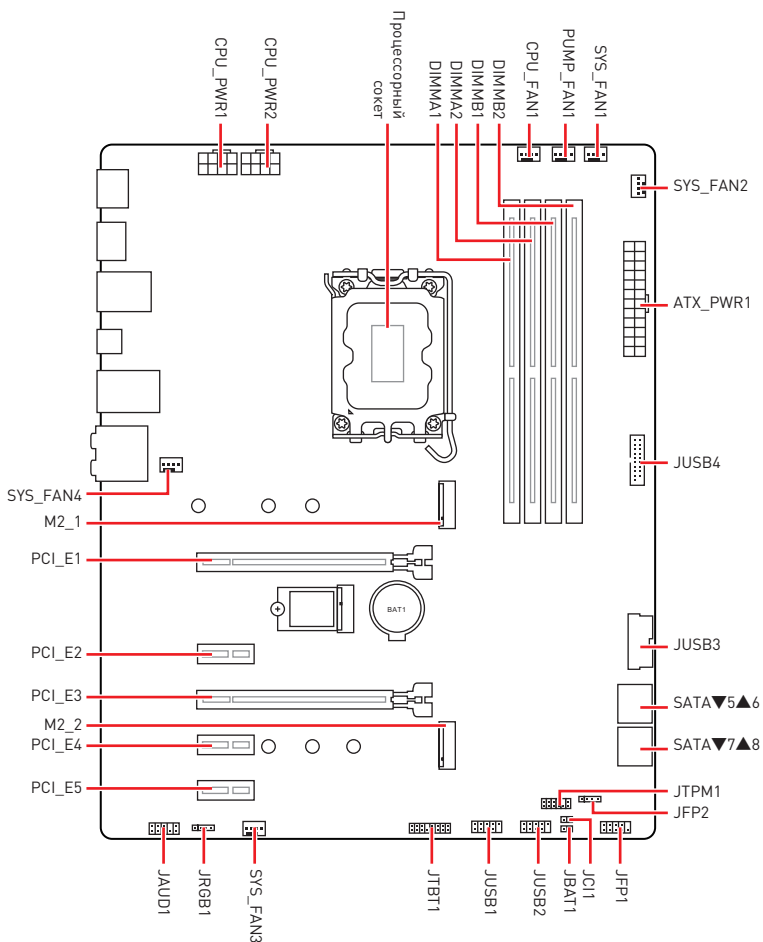 CPU_PWR1
CPU_PWR2
Процессорный
сокет
DIMMA1
DIMMA2
DIMMB1
DIMMB2
CPU_FAN1
PUMP_FAN1
SYS_FAN1
SYS_FAN2
ATX_PWR1
JUSB4
SYS_FAN4
M2_1
PCI_E1
BAT1
PCI_E2
JUSB3
PCI_E3
SATA▼5▲6
M2_2
PCI_E4
SATA▼7▲8
PCI_E5
JTPM1
JFP2
JAUD1
JRGB1
SYS_FAN3
JTBT1
JUSB1
JUSB2
JBAT1
JCI1
JFP1